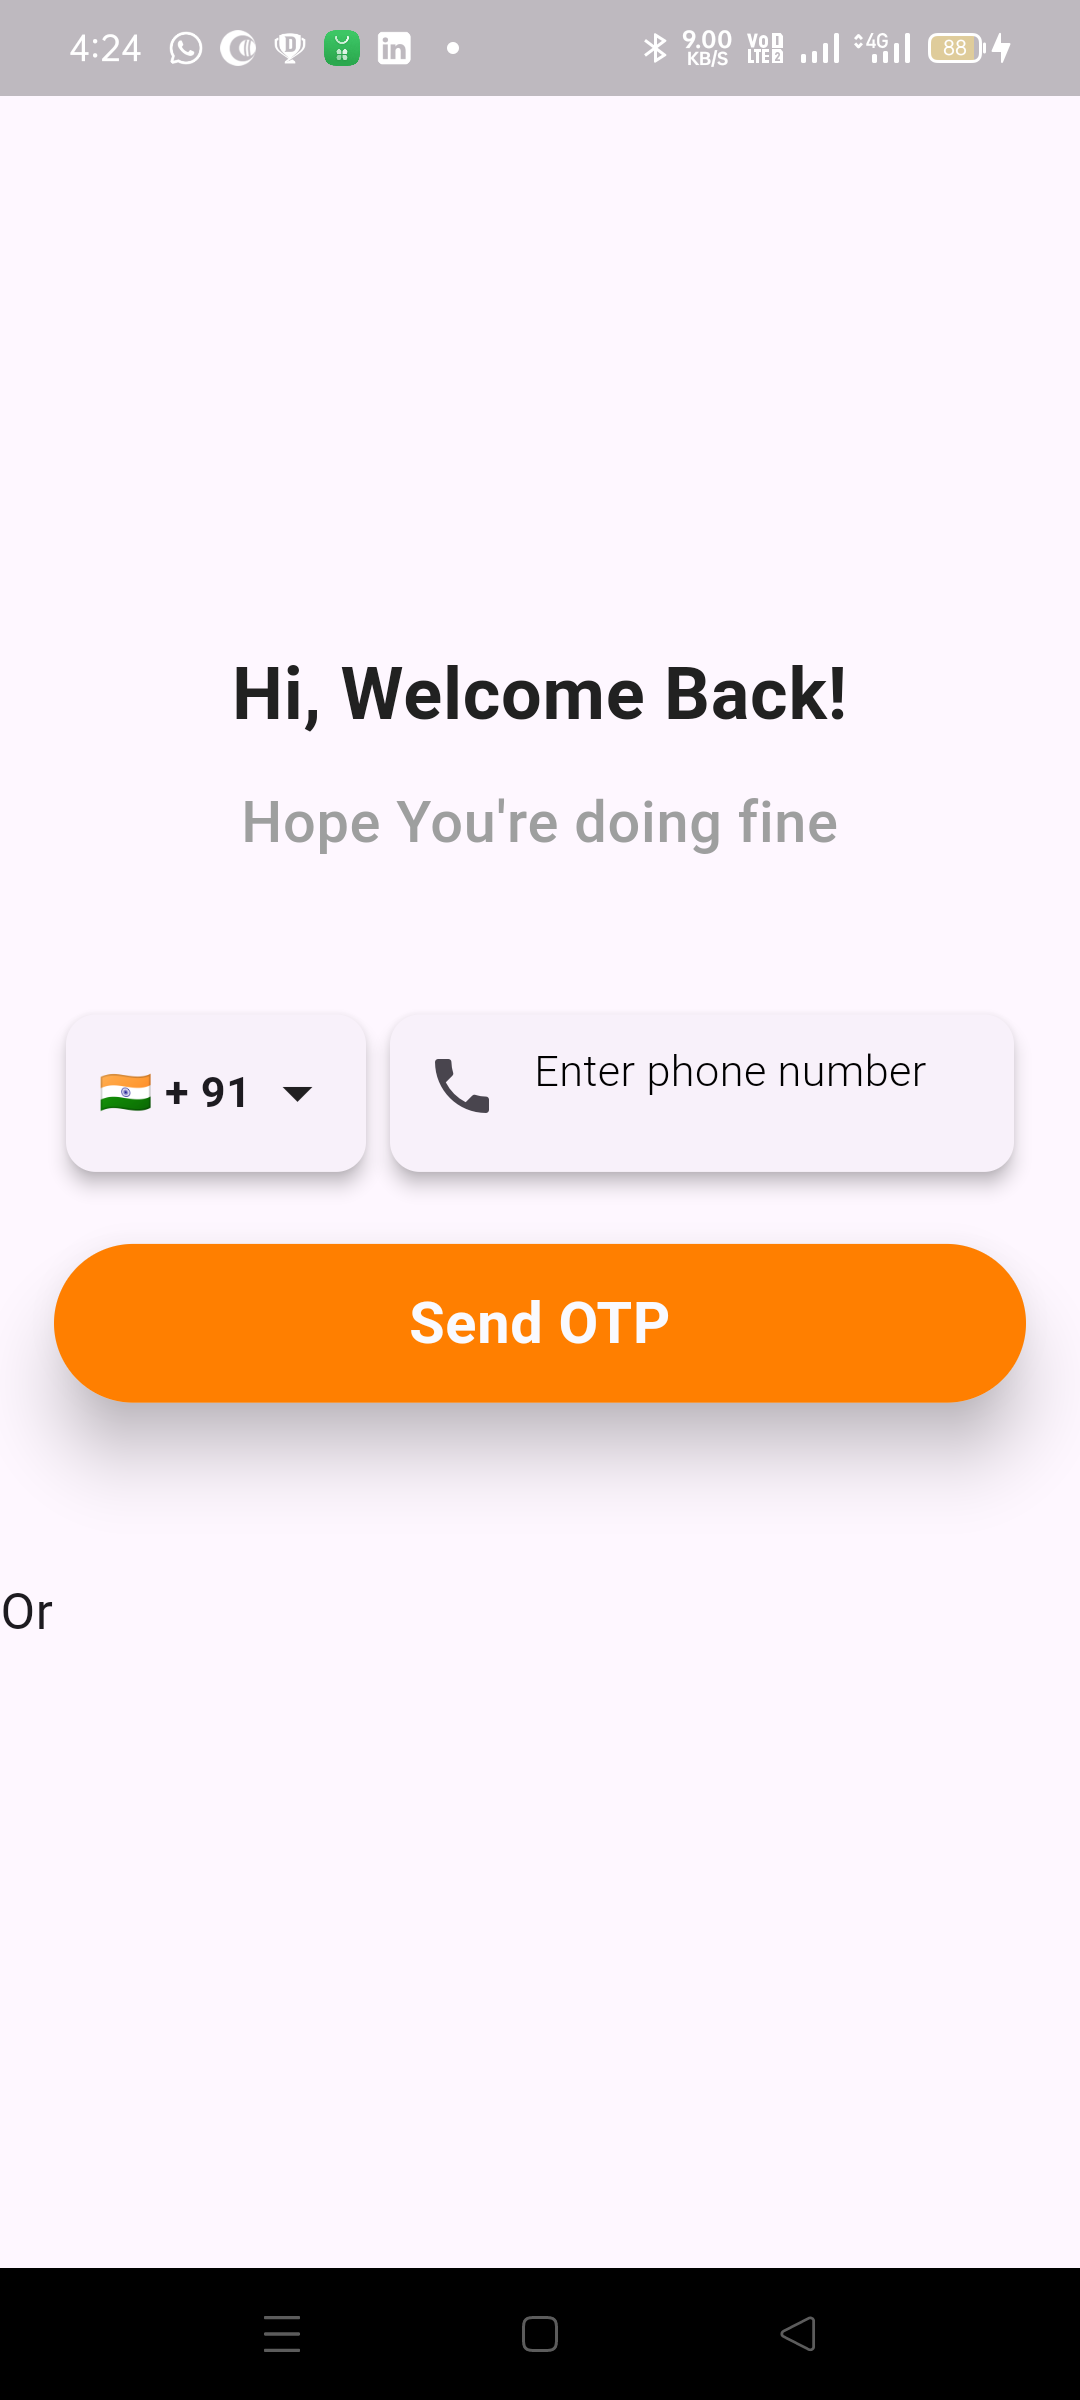 4:24 9.00 KB/S Vo 1 LTE 2 4G 88
Hi, Welcome Back!
Hope You're doing fine
+ 91 Enter phone number
Send OTP
Or